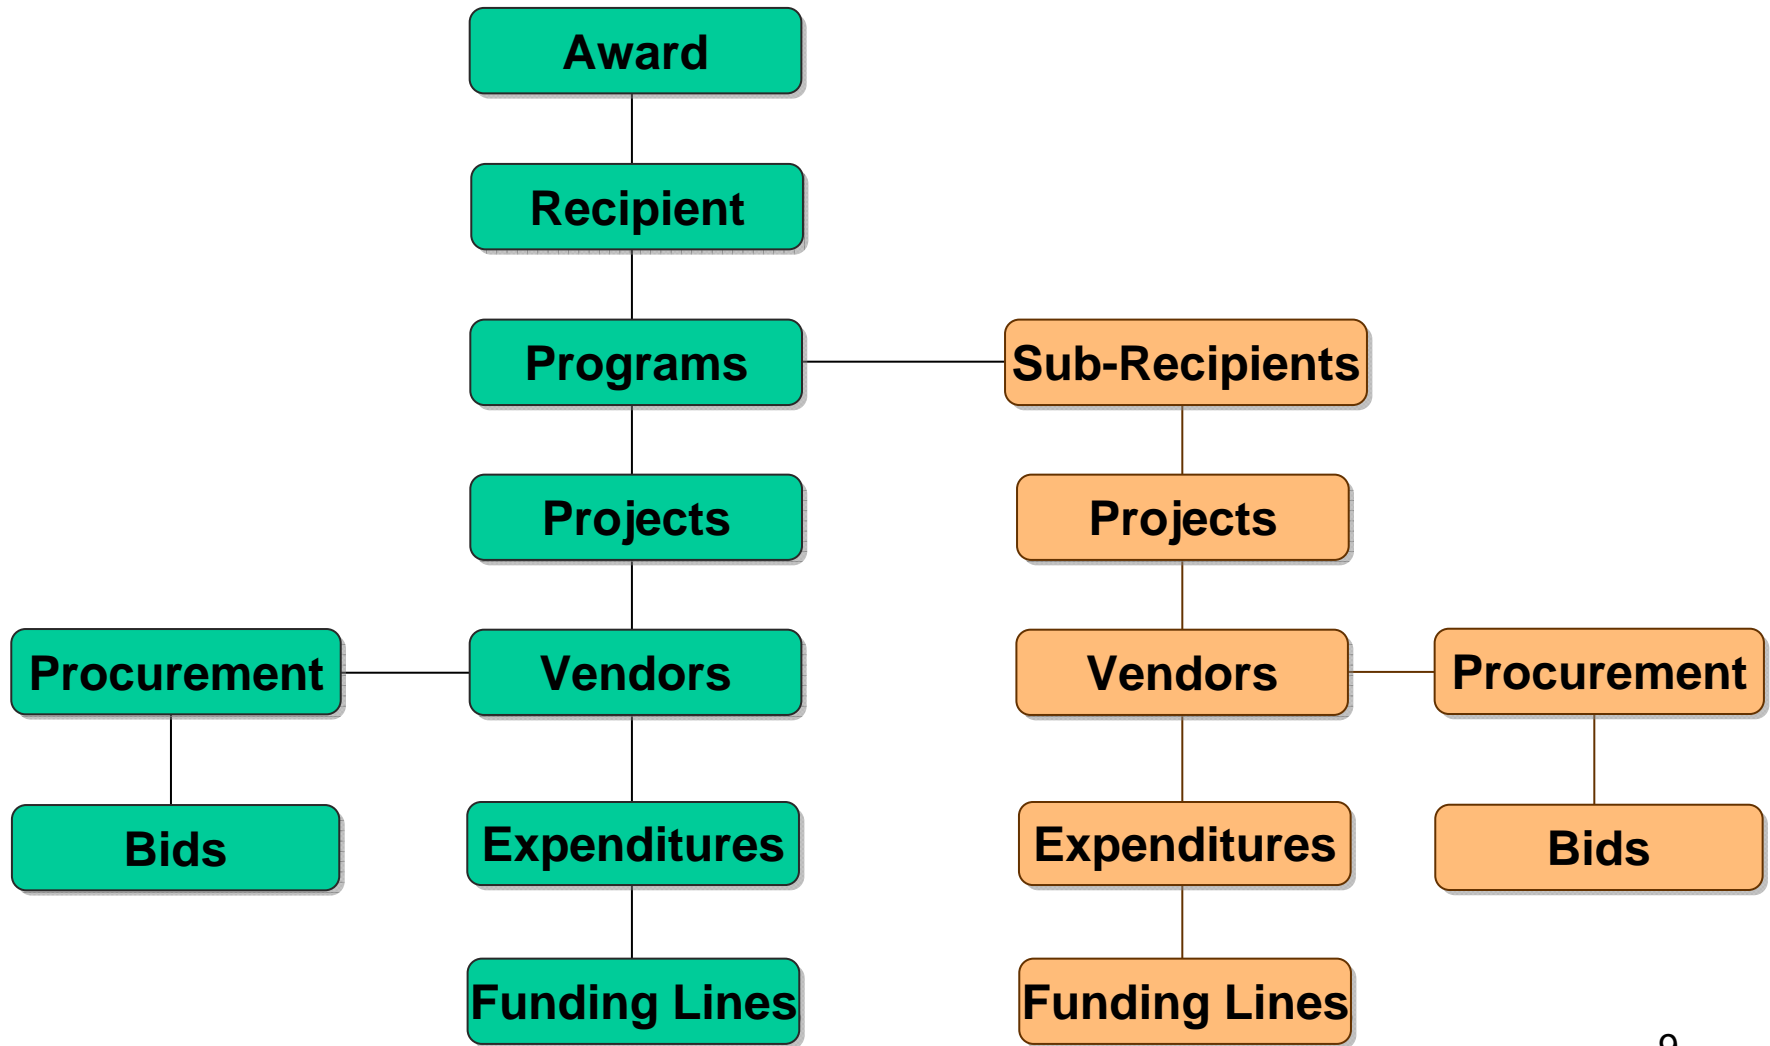 Award
Recipient
Programs
Sub-Recipients
Projects
Projects
Procurement
Vendors
Vendors
Procurement
Bids
Expenditures
Expenditures
Bids
Funding Lines
Funding Lines